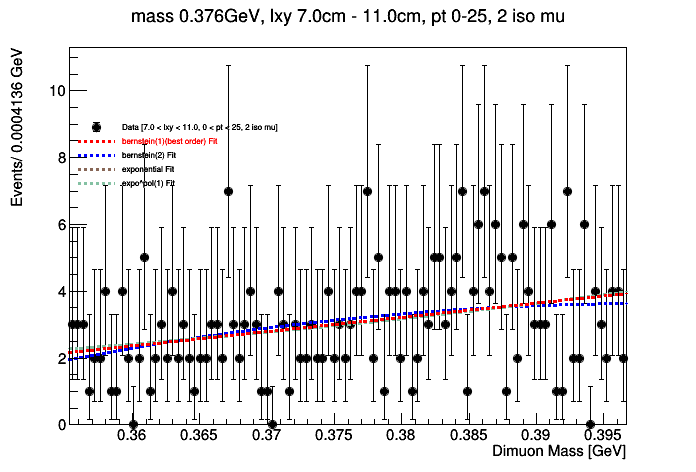 mass 0.376GeV, lxy 7.0cm - 11.0cm, pt 0-25, 2 iso mu
Events/ 0.0004136 GeV
10
8
6
4
2
0
Data [7.0 < lxy < 11.0, 0 < pt < 25, 2 iso mu]
bernstein(1)(best order) Fit
bernstein(2) Fit
exponential Fit
expo*pol(1) Fit
0.36 0.365 0.37 0.375 0.38 0.385 0.39 0.395
Dimuon Mass [GeV]